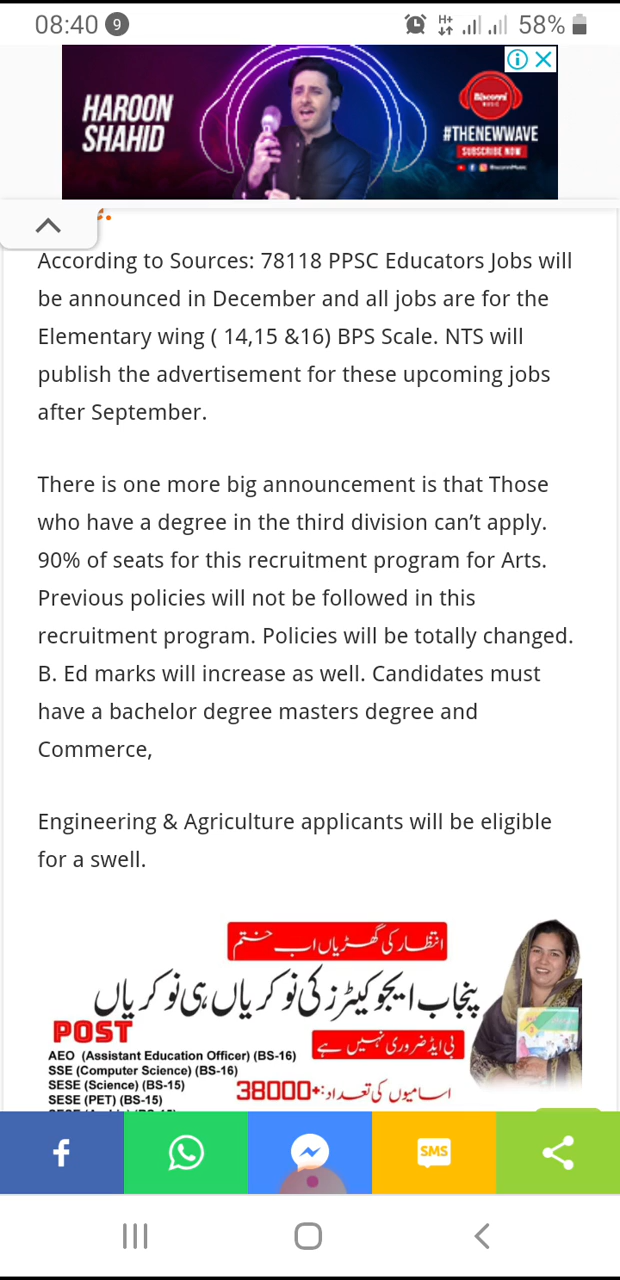 08:40 9 H+ 58%
HAROON
SHAHID
Bisconni
MUSIC
#THENEWWAVE
SUBSCRIBE NOW
According to Sources: 78118 PPSC Educators Jobs will
be announced in December and all jobs are for the
Elementary wing ( 14,15 &16) BPS Scale. NTS will
publish the advertisement for these upcoming jobs
after September.
There is one more big announcement is that Those
who have a degree in the third division can’t apply.
90% of seats for this recruitment program for Arts.
Previous policies will not be followed in this
recruitment program. Policies will be totally changed.
B. Ed marks will increase as well. Candidates must
have a bachelor degree masters degree and
Commerce,
Engineering & Agriculture applicants will be eligible
for a swell.
انتظار کی گھڑیاں اب ختم
پنجاب ایجوکیٹرز کی نوکریاں ہی نوکریاں
POST
بی ایڈ ضروری نہیں ہے
AEO (Assistant Education Officer) (BS-16)
SSE (Computer Science) (BS-16)
SESE (Science) (BS-15)
اسامیوں کی تعداد: 38000+
SESE (PET) (BS-15)
SMS